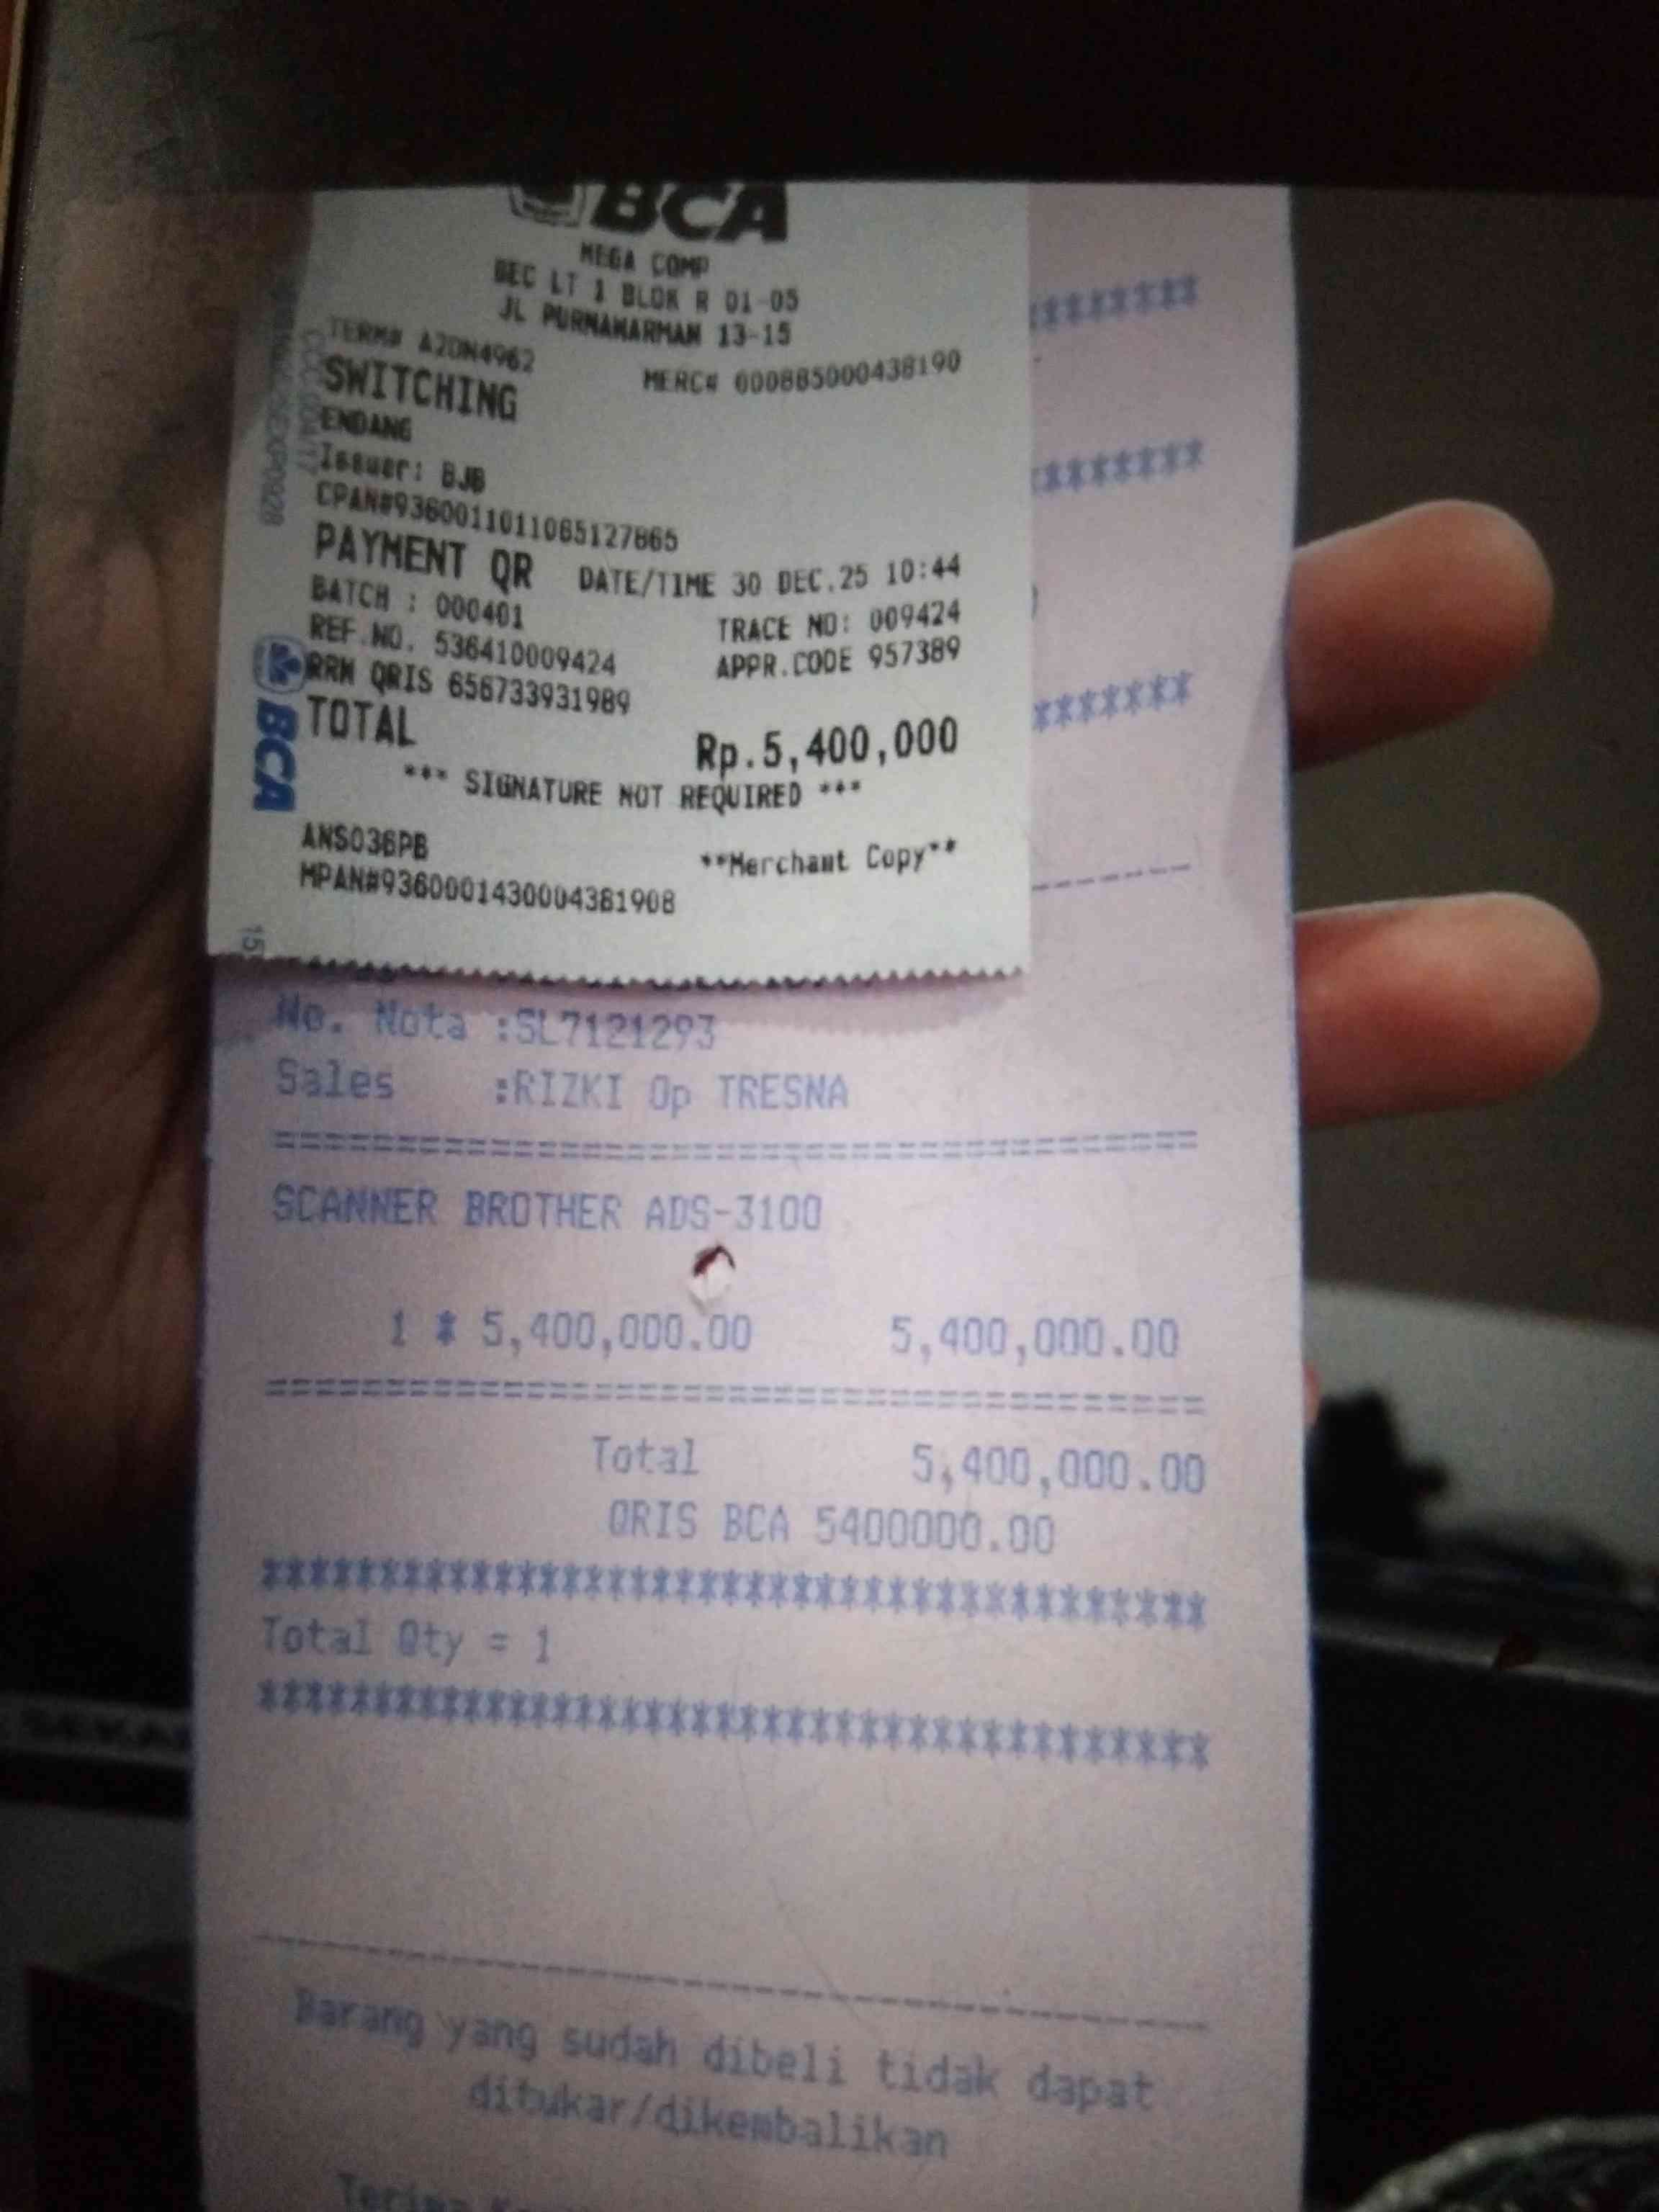 BCA
MEGA COMP
BEC LT 1 BLOK R 01-05
JL PURNAWARMAN 13-15
TERM# A2DN4962 MERC# 000885000438190
SWITCHING
ENDANG
Issuer: BJB
CPAN#9360011011065127865
PAYMENT QR DATE/TIME 30 DEC.25 10:44
BATCH : 000401 TRACE NO: 009424
REF.NO. 536410009424 APPR.CODE 957389
RRN QRIS 656733931989
TOTAL Rp.5,400,000
*** SIGNATURE NOT REQUIRED ***
ANS036PB **Merchant Copy**
MPAN#9360001430004381908
BCA
No. Nota :SL7121293
Sales :RIZKI Op TRESNA
SCANNER BROTHER ADS-3100
1 * 5,400,000.00 5,400,000.00
Total 5,400,000.00
QRIS BCA 5400000.00
****************************************
Total Qty = 1
****************************************
Barang yang sudah dibeli tidak dapat
ditukar/dikembalikan
Terima